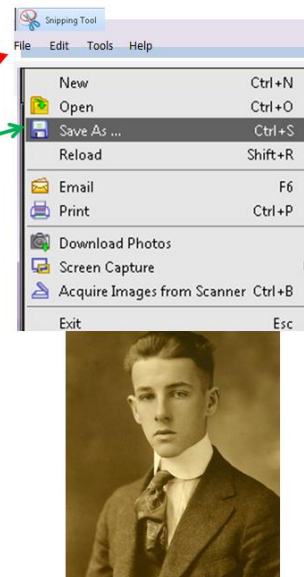 Snipping Tool
File Edit Tools Help
New Ctrl+N
Open Ctrl+O
Save As ... Ctrl+S
Reload Shift+R
Email F6
Print Ctrl+P
Download Photos
Screen Capture
Acquire Images from Scanner Ctrl+B
Exit Esc